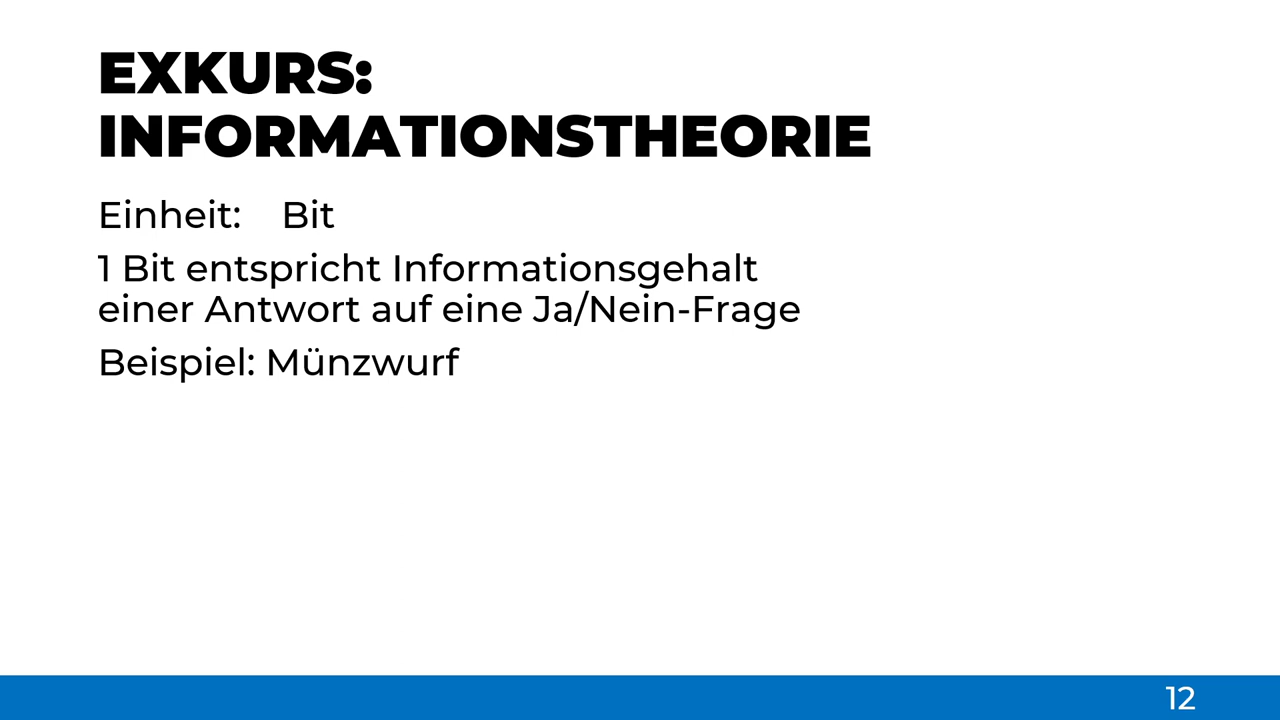 EXKURS:
INFORMATIONSTHEORIE
Einheit: Bit
1 Bit entspricht Informationsgehalt
einer Antwort auf eine Ja/Nein-Frage
Beispiel: Münzwurf
12